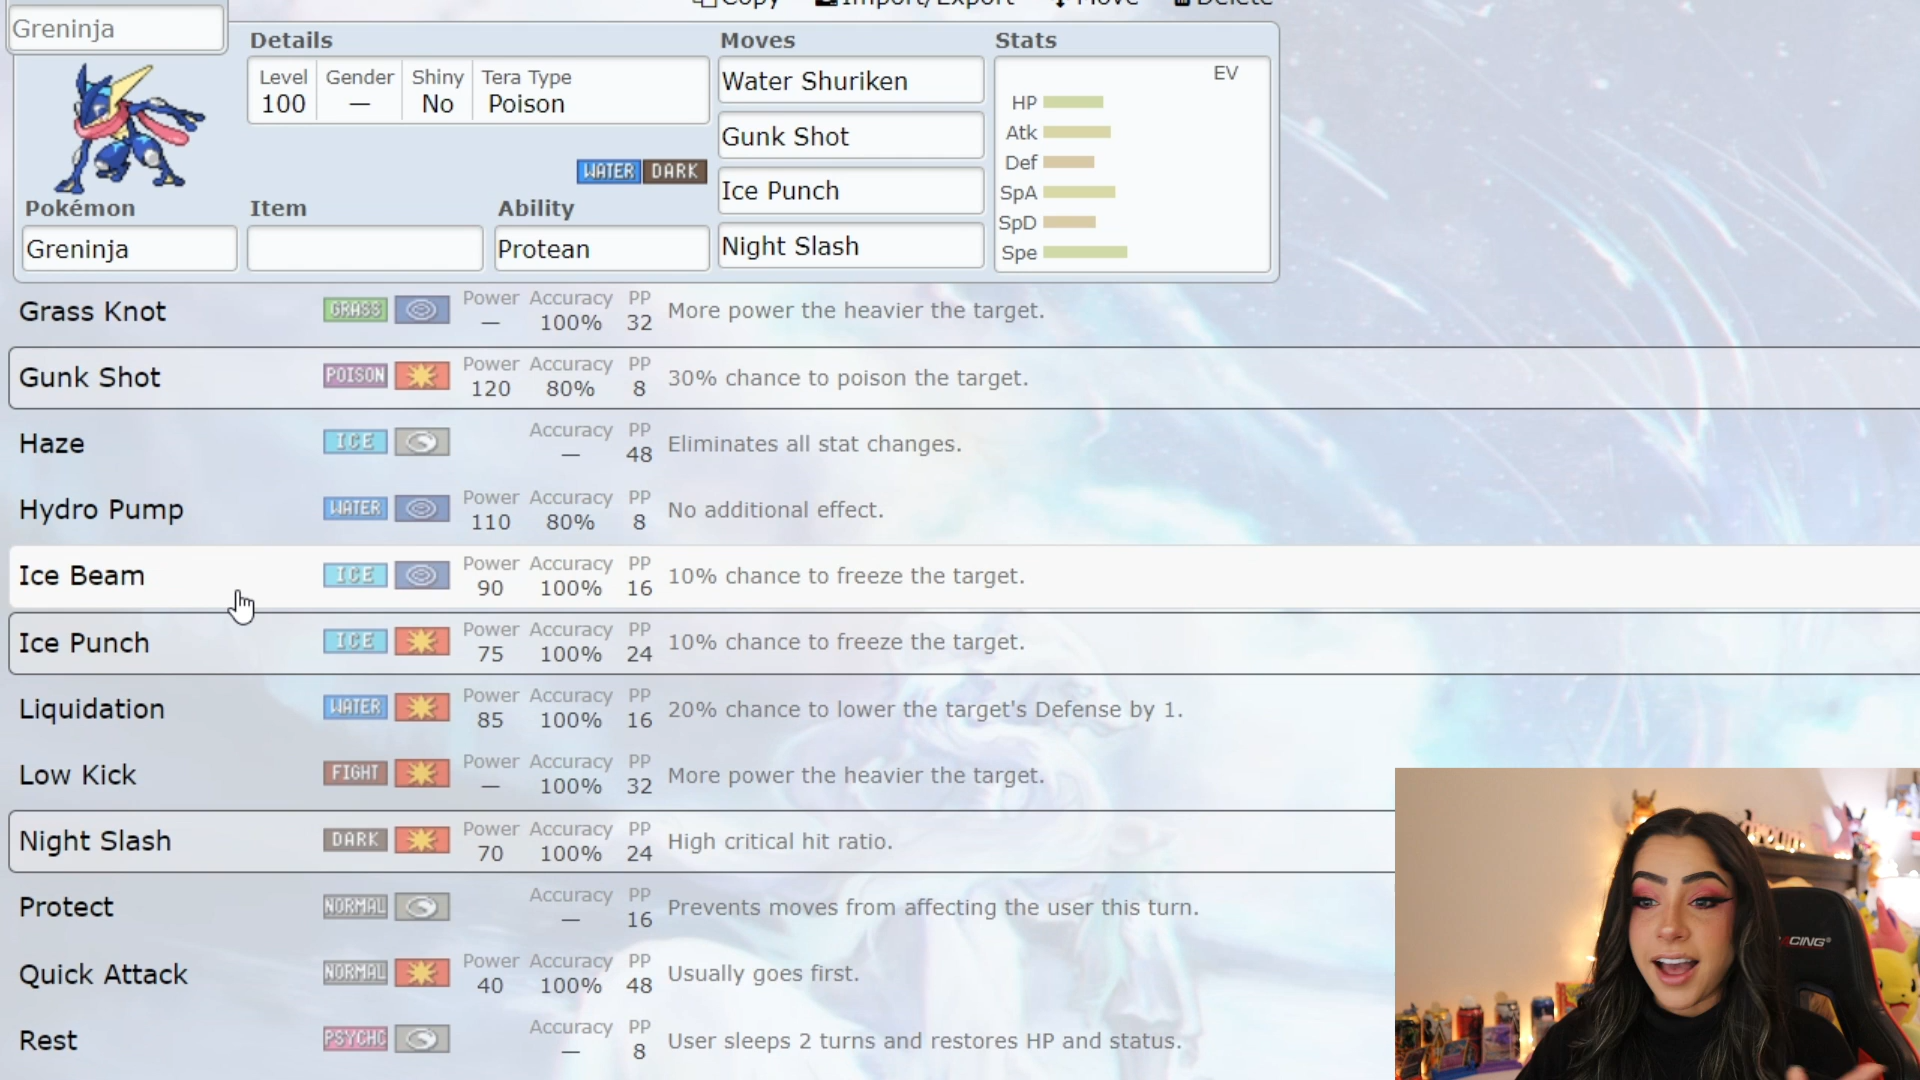 Copy Import/Export Move Delete
Greninja
Details
Level Gender Shiny Tera Type
100 — No Poison
WATER DARK
Pokémon Item Ability
Greninja Protean
Moves
Water Shuriken
Gunk Shot
Ice Punch
Night Slash
Stats
EV
HP
Atk
Def
SpA
SpD
Spe
Grass Knot GRASS Power — Accuracy 100% PP 32 More power the heavier the target.
Gunk Shot POISON Power 120 Accuracy 80% PP 8 30% chance to poison the target.
Haze ICE Accuracy — PP 48 Eliminates all stat changes.
Hydro Pump WATER Power 110 Accuracy 80% PP 8 No additional effect.
Ice Beam ICE Power 90 Accuracy 100% PP 16 10% chance to freeze the target.
Ice Punch ICE Power 75 Accuracy 100% PP 24 10% chance to freeze the target.
Liquidation WATER Power 85 Accuracy 100% PP 16 20% chance to lower the target's Defense by 1.
Low Kick FIGHT Power — Accuracy 100% PP 32 More power the heavier the target.
Night Slash DARK Power 70 Accuracy 100% PP 24 High critical hit ratio.
Protect NORMAL Accuracy — PP 16 Prevents moves from affecting the user this turn.
Quick Attack NORMAL Power 40 Accuracy 100% PP 48 Usually goes first.
Rest PSYCHC Accuracy — PP 8 User sleeps 2 turns and restores HP and status.